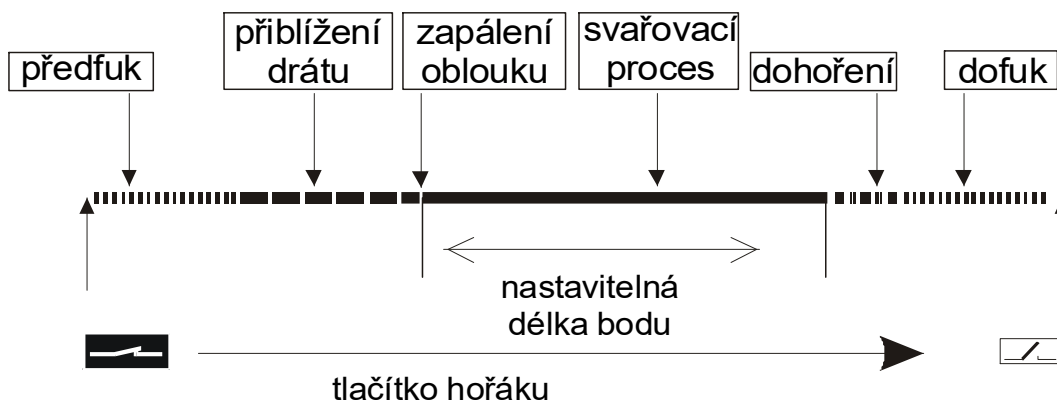 předfuk
přiblížení
drátu
zapálení
oblouku
svařovací
proces
dohoření
dofuk
nastavitelná
délka bodu
tlačítko hořáku